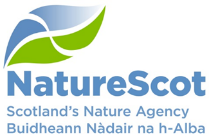 NatureScot
Scotland's Nature Agency
Buidheann Nàdair na h-Alba